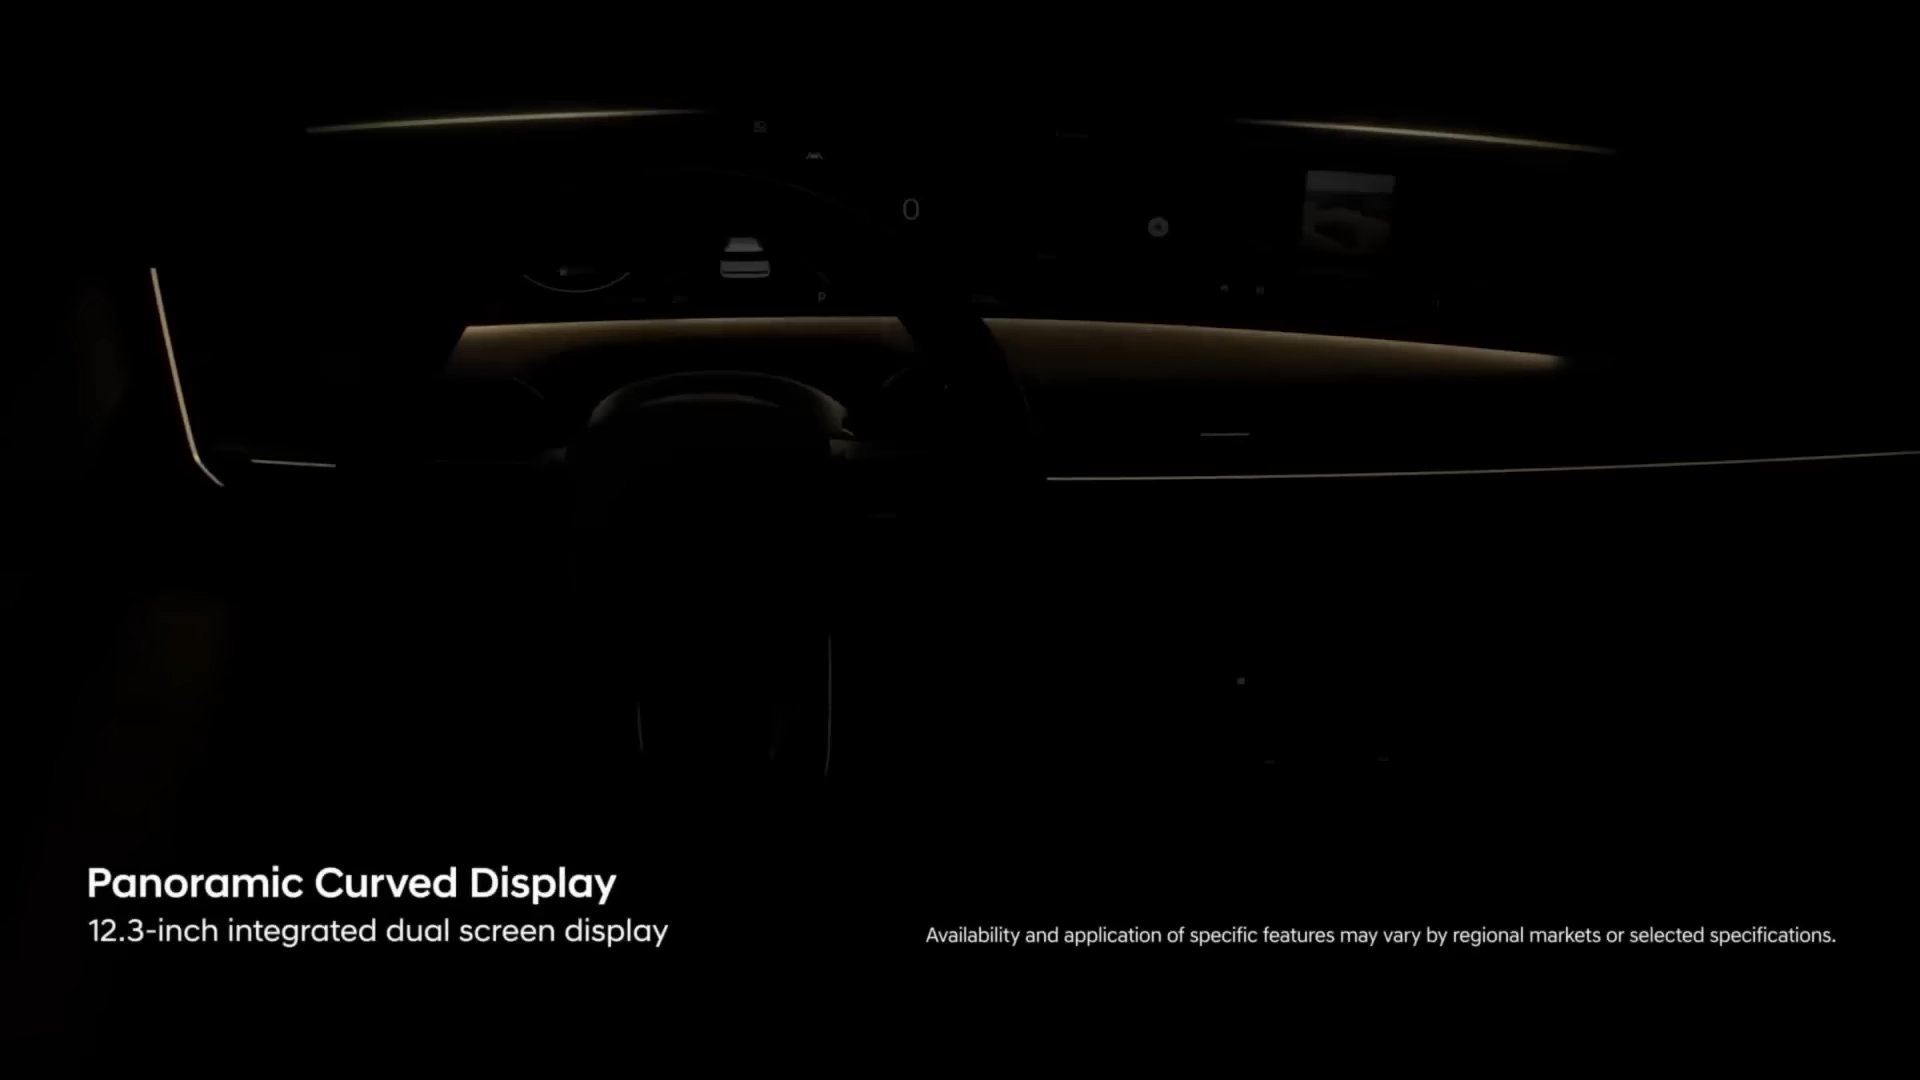 0
P
Panoramic Curved Display
12.3-inch integrated dual screen display
Availability and application of specific features may vary by regional markets or selected specifications.